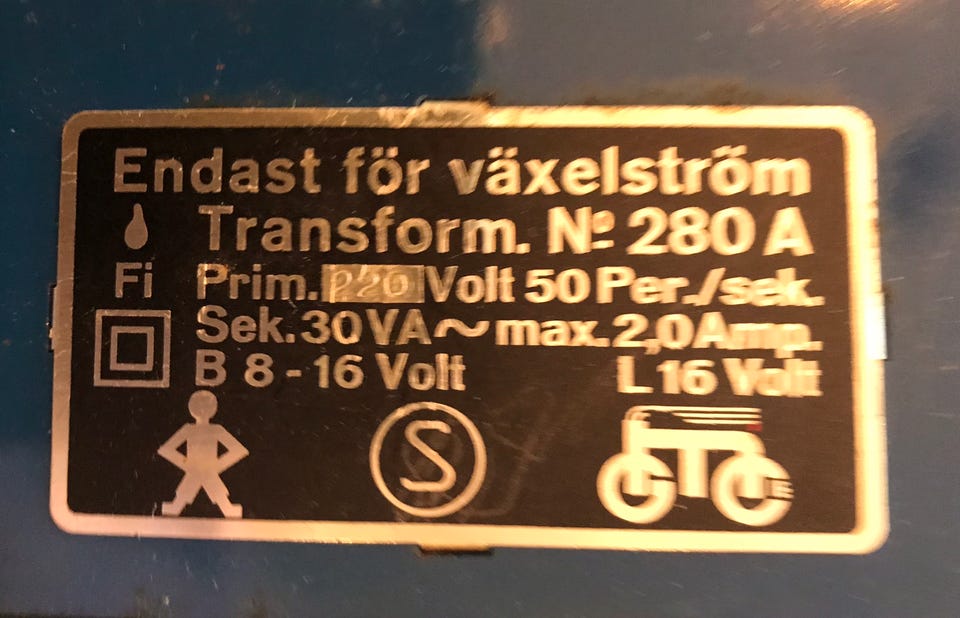 Endast för växelström
Transform. Nº 280 A
Fi
Prim. 220 Volt 50 Per./sek.
Sek. 30 VA ~ max. 2,0 Amp.
B 8 - 16 Volt L 16 Volt
S